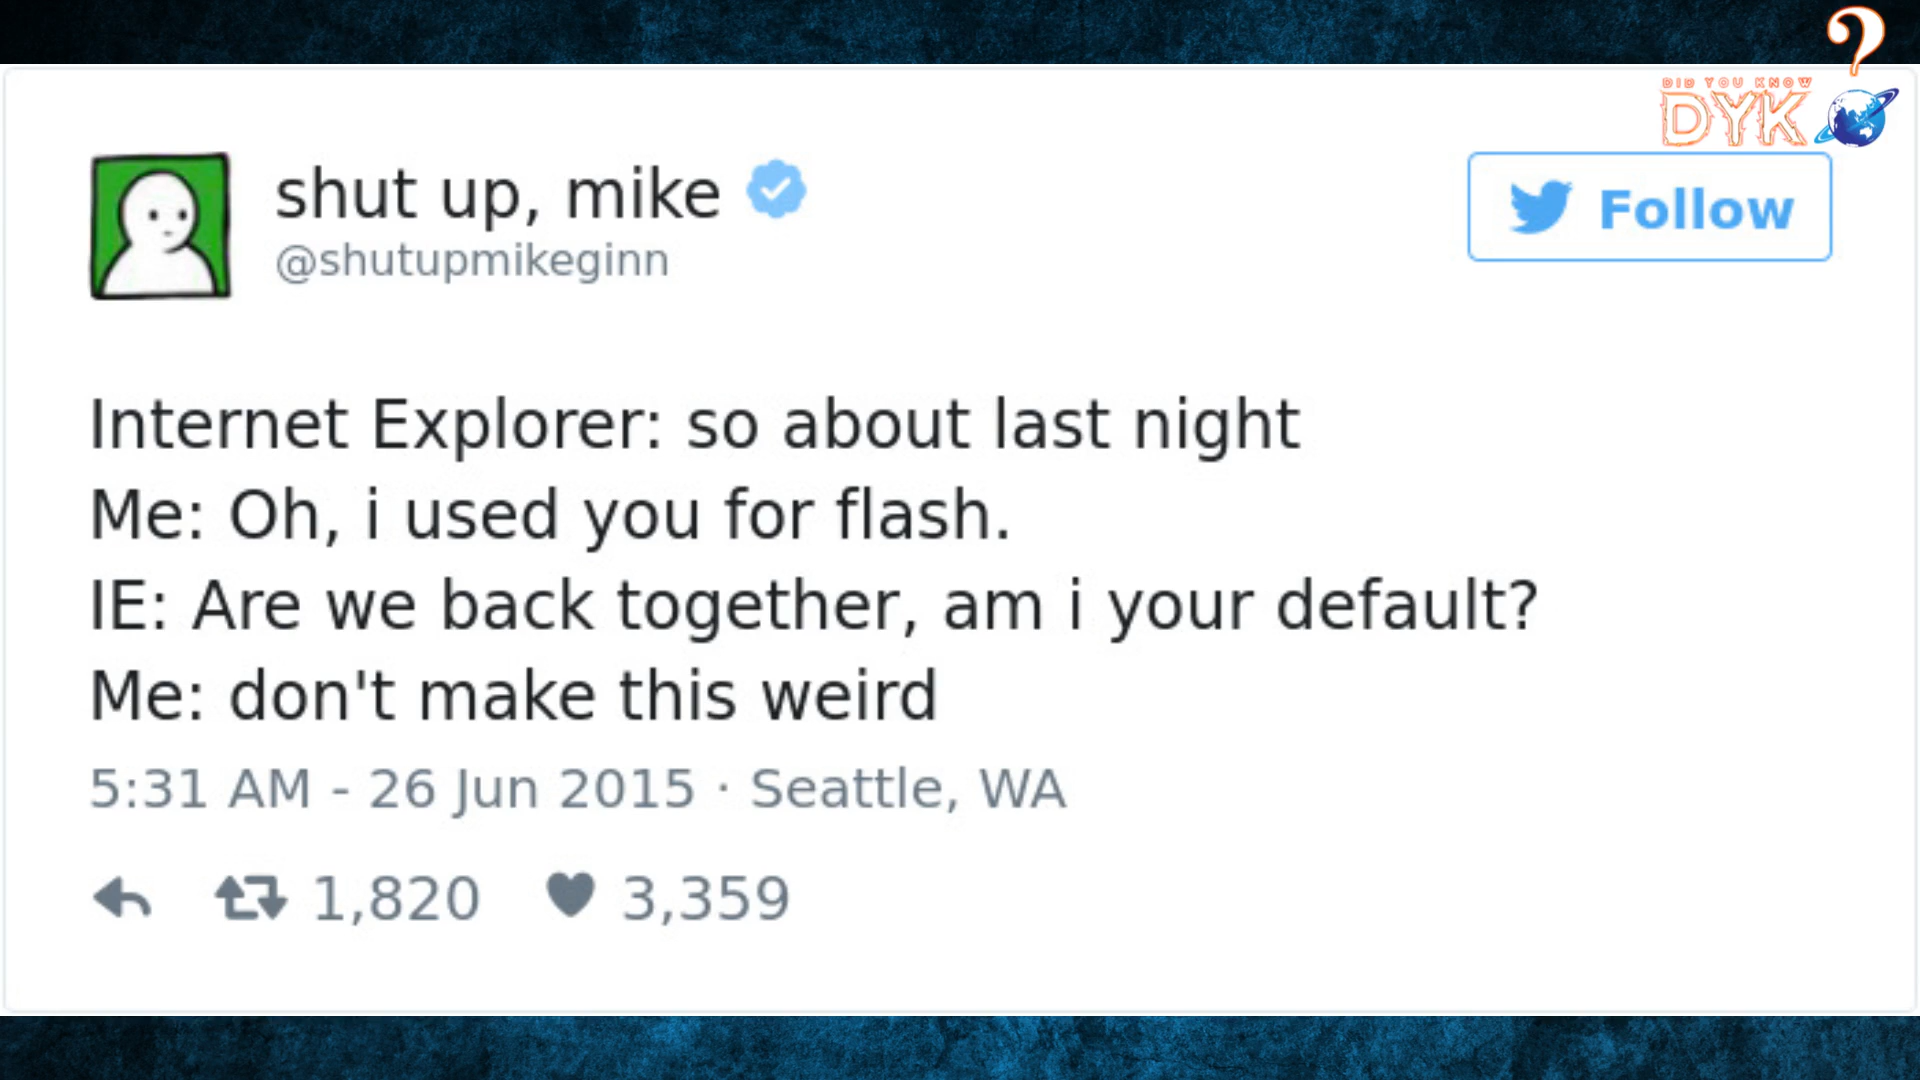 ?
DID YOU KNOW
DYK
shut up, mike
@shutupmikeginn
Follow
Internet Explorer: so about last night
Me: Oh, i used you for flash.
IE: Are we back together, am i your default?
Me: don't make this weird
5:31 AM - 26 Jun 2015 · Seattle, WA
1,820 3,359